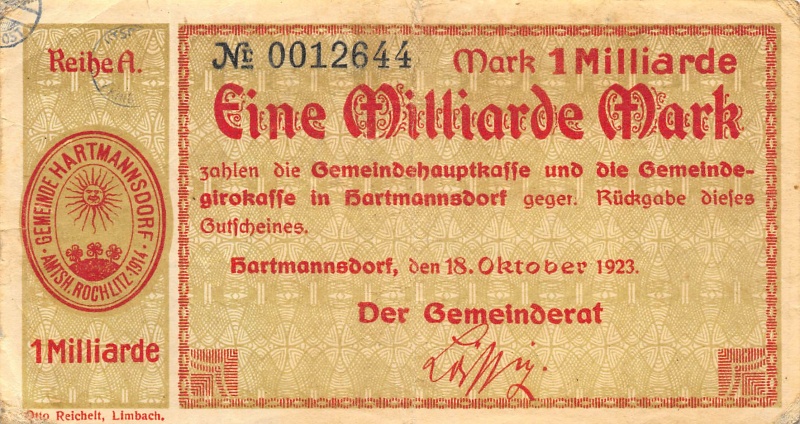 Reihe A.
№ 0012644
Mark 1 Milliarde
Eine Milliarde Mark
zahlen die Gemeindehauptkasse und die Gemeinde-
girokasse in Hartmannsdorf gegen Rückgabe dieses
Gutscheines.
Hartmannsdorf, den 18. Oktober 1923.
Der Gemeinderat
GEMEINDE HARTMANNSDORF
AMTSH. ROCHLITZ 1914
1 Milliarde
Otto Reichelt, Limbach.